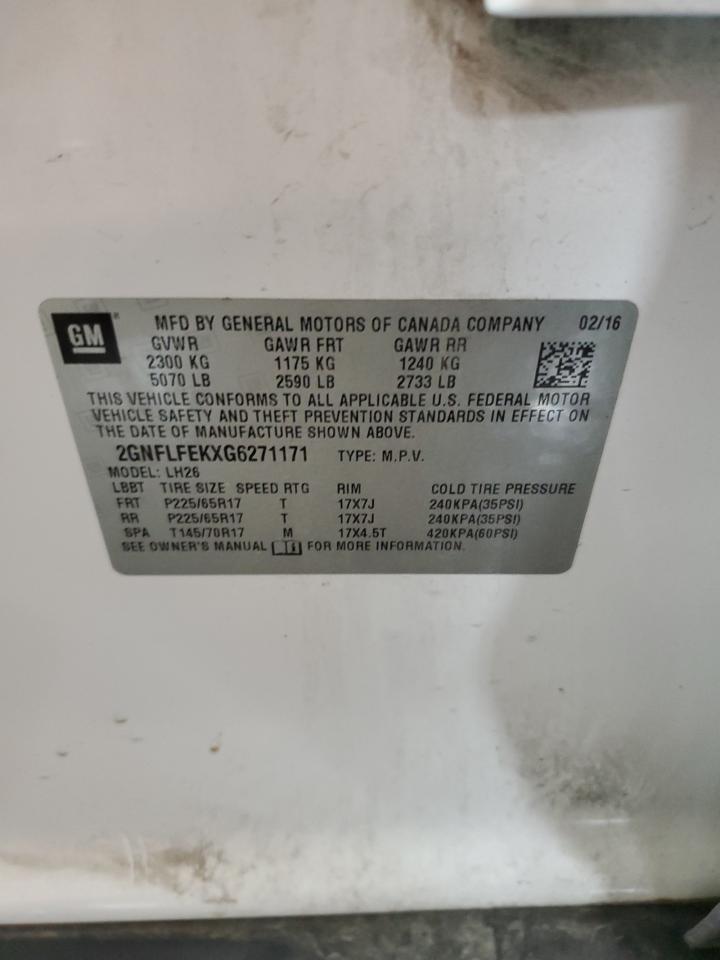 GM
MFD BY GENERAL MOTORS OF CANADA COMPANY 02/16
GVWR GAWR FRT GAWR RR
2300 KG 1175 KG 1240 KG
5070 LB 2590 LB 2733 LB
THIS VEHICLE CONFORMS TO ALL APPLICABLE U.S. FEDERAL MOTOR
VEHICLE SAFETY AND THEFT PREVENTION STANDARDS IN EFFECT ON
THE DATE OF MANUFACTURE SHOWN ABOVE.
2GNFLFEKXG6271171 TYPE: M.P.V.
MODEL: LH26
LBBT TIRE SIZE SPEED RTG RIM COLD TIRE PRESSURE
FRT P225/65R17 T 17X7J 240KPA(35PSI)
RR P225/65R17 T 17X7J 240KPA(35PSI)
SPA T145/70R17 M 17X4.5T 420KPA(60PSI)
SEE OWNER'S MANUAL FOR MORE INFORMATION.